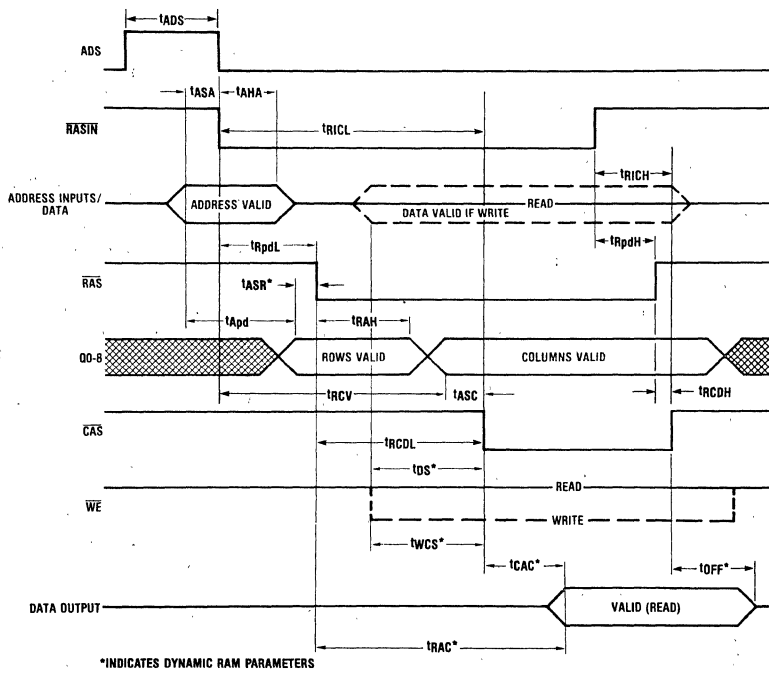 tADS
ADS
tASA
tAHA
RASIN
tRICL
tRICH
ADDRESS INPUTS/
DATA
ADDRESS VALID
READ
DATA VALID IF WRITE
tRpdL
tRpdH
RAS
tASR*
tApd
tRAH
Q0-8
ROWS VALID
COLUMNS VALID
tRCV
tASC
tRCDH
CAS
tRCDL
tDS*
READ
WE
WRITE
tWCS*
tCAC*
tOFF*
DATA OUTPUT
VALID (READ)
tRAC*
*INDICATES DYNAMIC RAM PARAMETERS